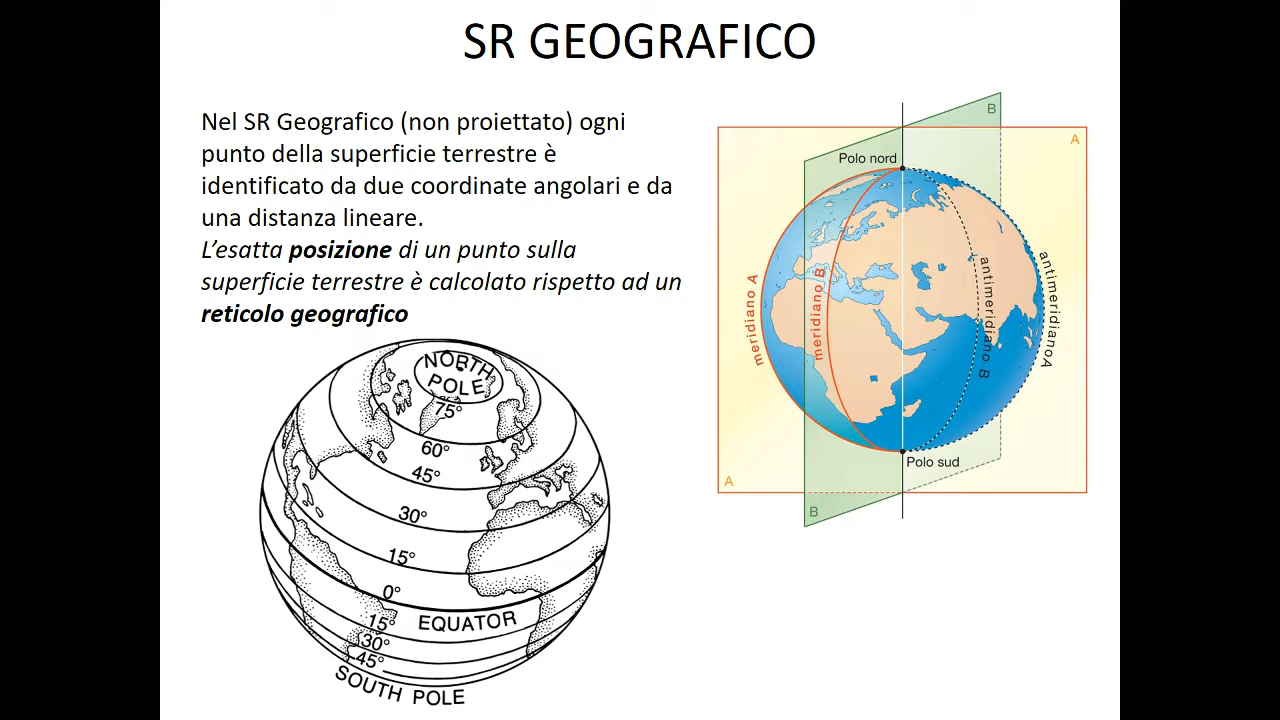 SR GEOGRAFICO
Nel SR Geografico (non proiettato) ogni
punto della superficie terrestre è
identificato da due coordinate angolari e da
una distanza lineare.
L’esatta posizione di un punto sulla
superficie terrestre è calcolato rispetto ad un
reticolo geografico
NORTH
POLE
75°
60°
45°
30°
15°
0°
EQUATOR
15°
30°
45°
SOUTH POLE
B
A
Polo nord
meridiano A
meridiano B
antimeridiano B
antimeridianoA
Polo sud
A
B